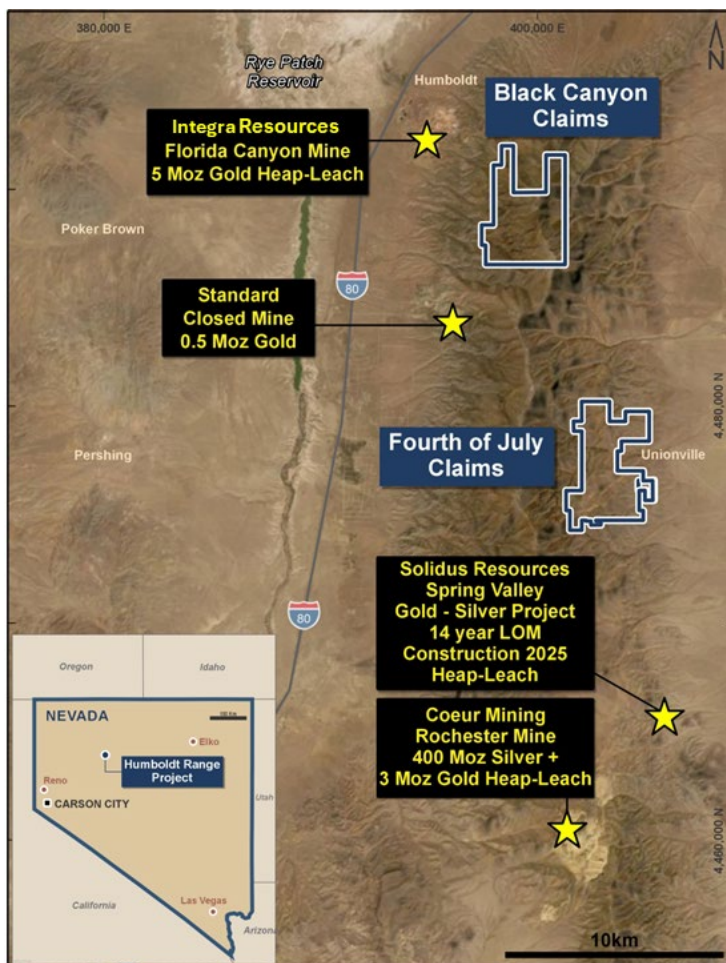 380,000 E
400,000 E
N
Rye Patch
Reservoir
Humboldt
Black Canyon
Claims
Integra Resources
Florida Canyon Mine
5 Moz Gold Heap-Leach
Poker Brown
80
Standard
Closed Mine
0.5 Moz Gold
4,480,000 N
Fourth of July
Claims
Pershing
Unionville
Solidus Resources
Spring Valley
Gold - Silver Project
14 year LOM
Construction 2025
Heap-Leach
80
Coeur Mining
Rochester Mine
400 Moz Silver +
3 Moz Gold Heap-Leach
4,460,000 N
Oregon
Idaho
NEVADA
Elko
Humboldt Range
Project
Reno
Utah
CARSON CITY
California
Las Vegas
Arizona
10km